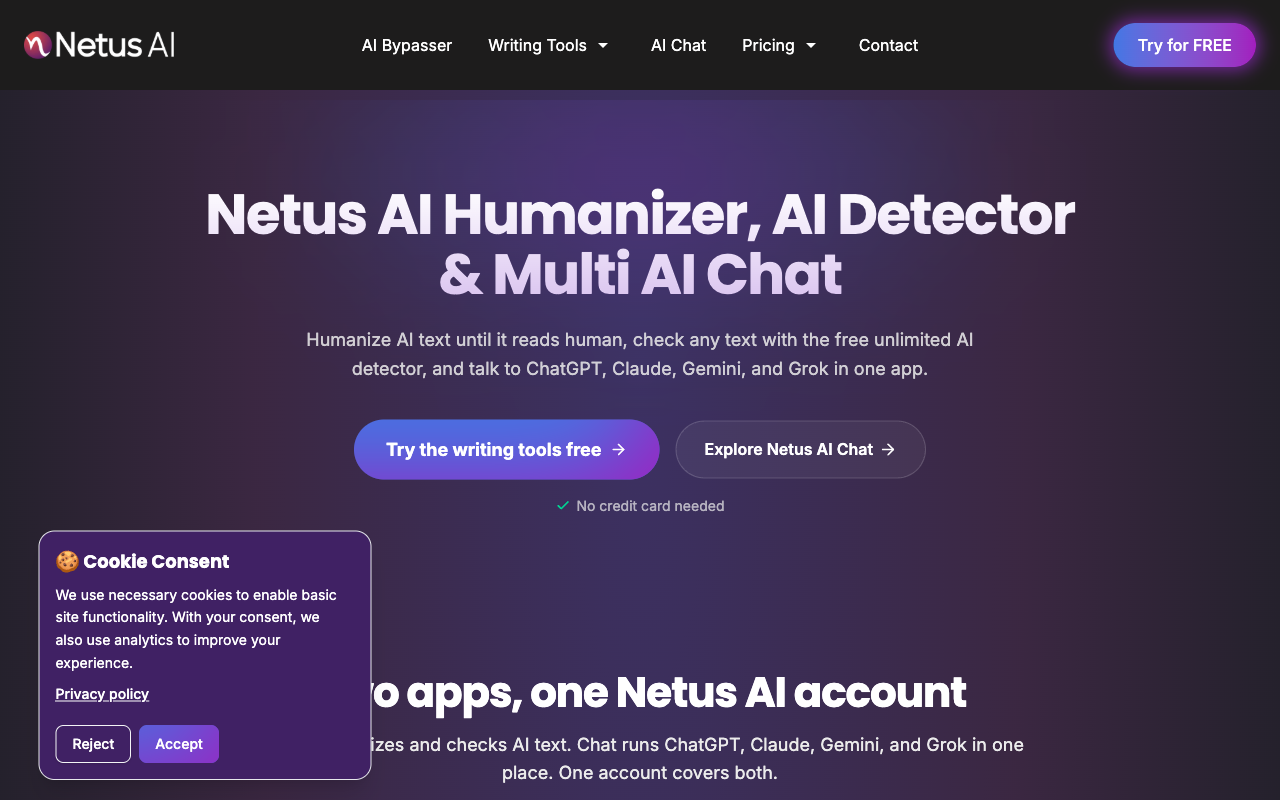 Netus AI
AI Bypasser
Writing Tools
AI Chat
Pricing
Contact
Try for FREE
Netus AI Humanizer, AI Detector
& Multi AI Chat
Humanize AI text until it reads human, check any text with the free unlimited AI
detector, and talk to ChatGPT, Claude, Gemini, and Grok in one app.
Try the writing tools free →
Explore Netus AI Chat →
No credit card needed
🍪 Cookie Consent
We use necessary cookies to enable basic
site functionality. With your consent, we
also use analytics to improve your
experience.
Privacy policy
Reject
Accept
apps, one Netus AI account
and checks AI text. Chat runs ChatGPT, Claude, Gemini, and Grok in one
place. One account covers both.